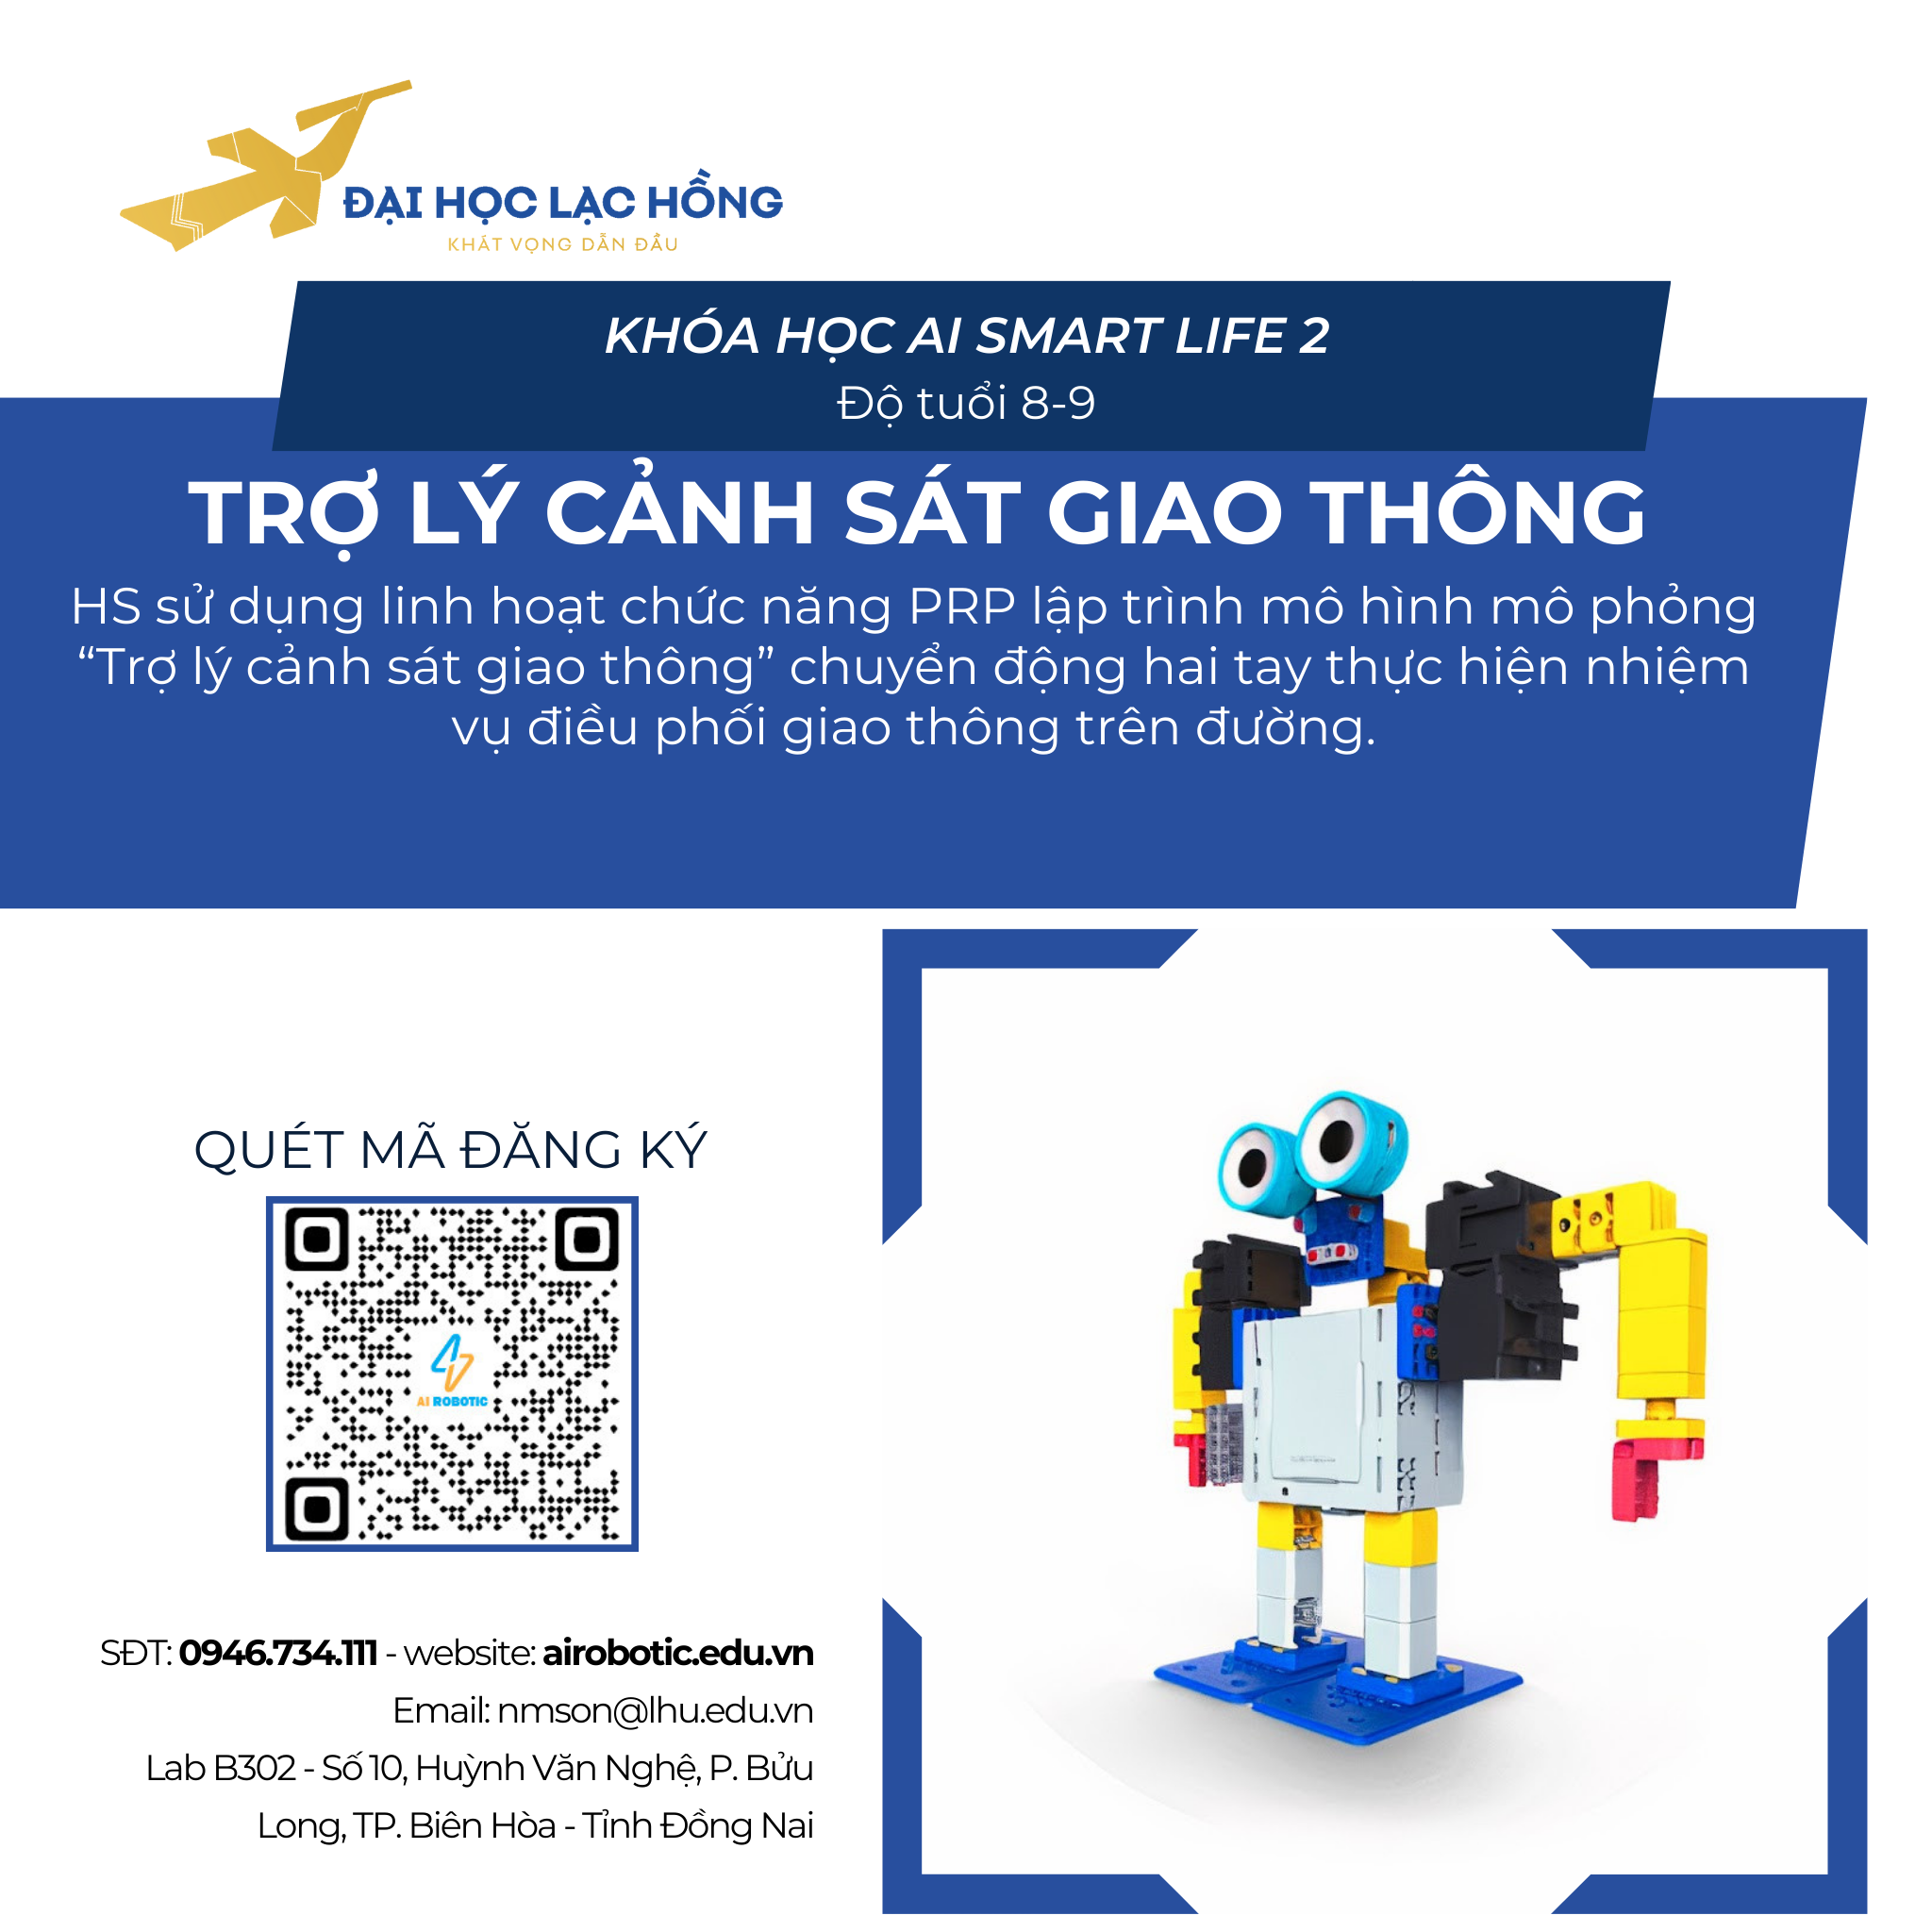 ĐẠI HỌC LẠC HỒNG
KHÁT VỌNG DẪN ĐẦU
KHÓA HỌC AI SMART LIFE 2
Độ tuổi 8-9
TRỢ LÝ CẢNH SÁT GIAO THÔNG
HS sử dụng linh hoạt chức năng PRP lập trình mô hình mô phỏng
“Trợ lý cảnh sát giao thông” chuyển động hai tay thực hiện nhiệm
vụ điều phối giao thông trên đường.
QUÉT MÃ ĐĂNG KÝ
AI ROBOTIC
SĐT: 0946.734.111 - website: airobotic.edu.vn
Email: nmson@lhu.edu.vn
Lab B302 - Số 10, Huỳnh Văn Nghệ, P. Bửu
Long, TP. Biên Hòa - Tỉnh Đồng Nai